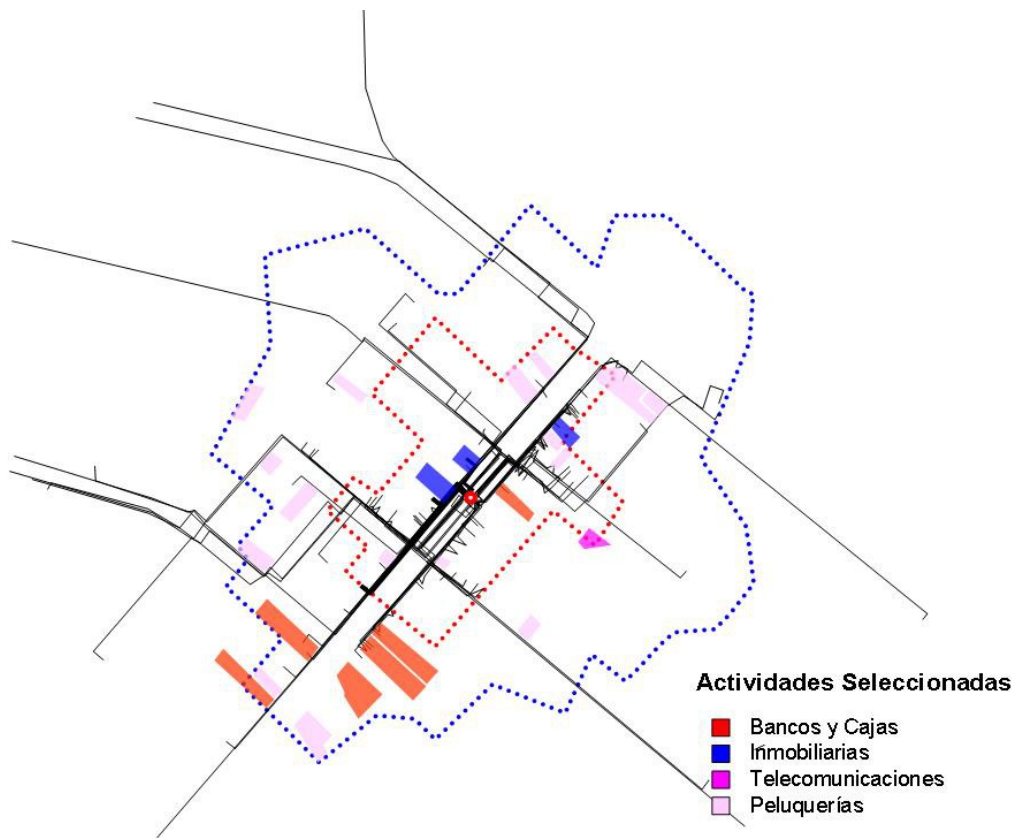 Actividades Seleccionadas
Bancos y Cajas
Inmobiliarias
Telecomunicaciones
Peluquerías